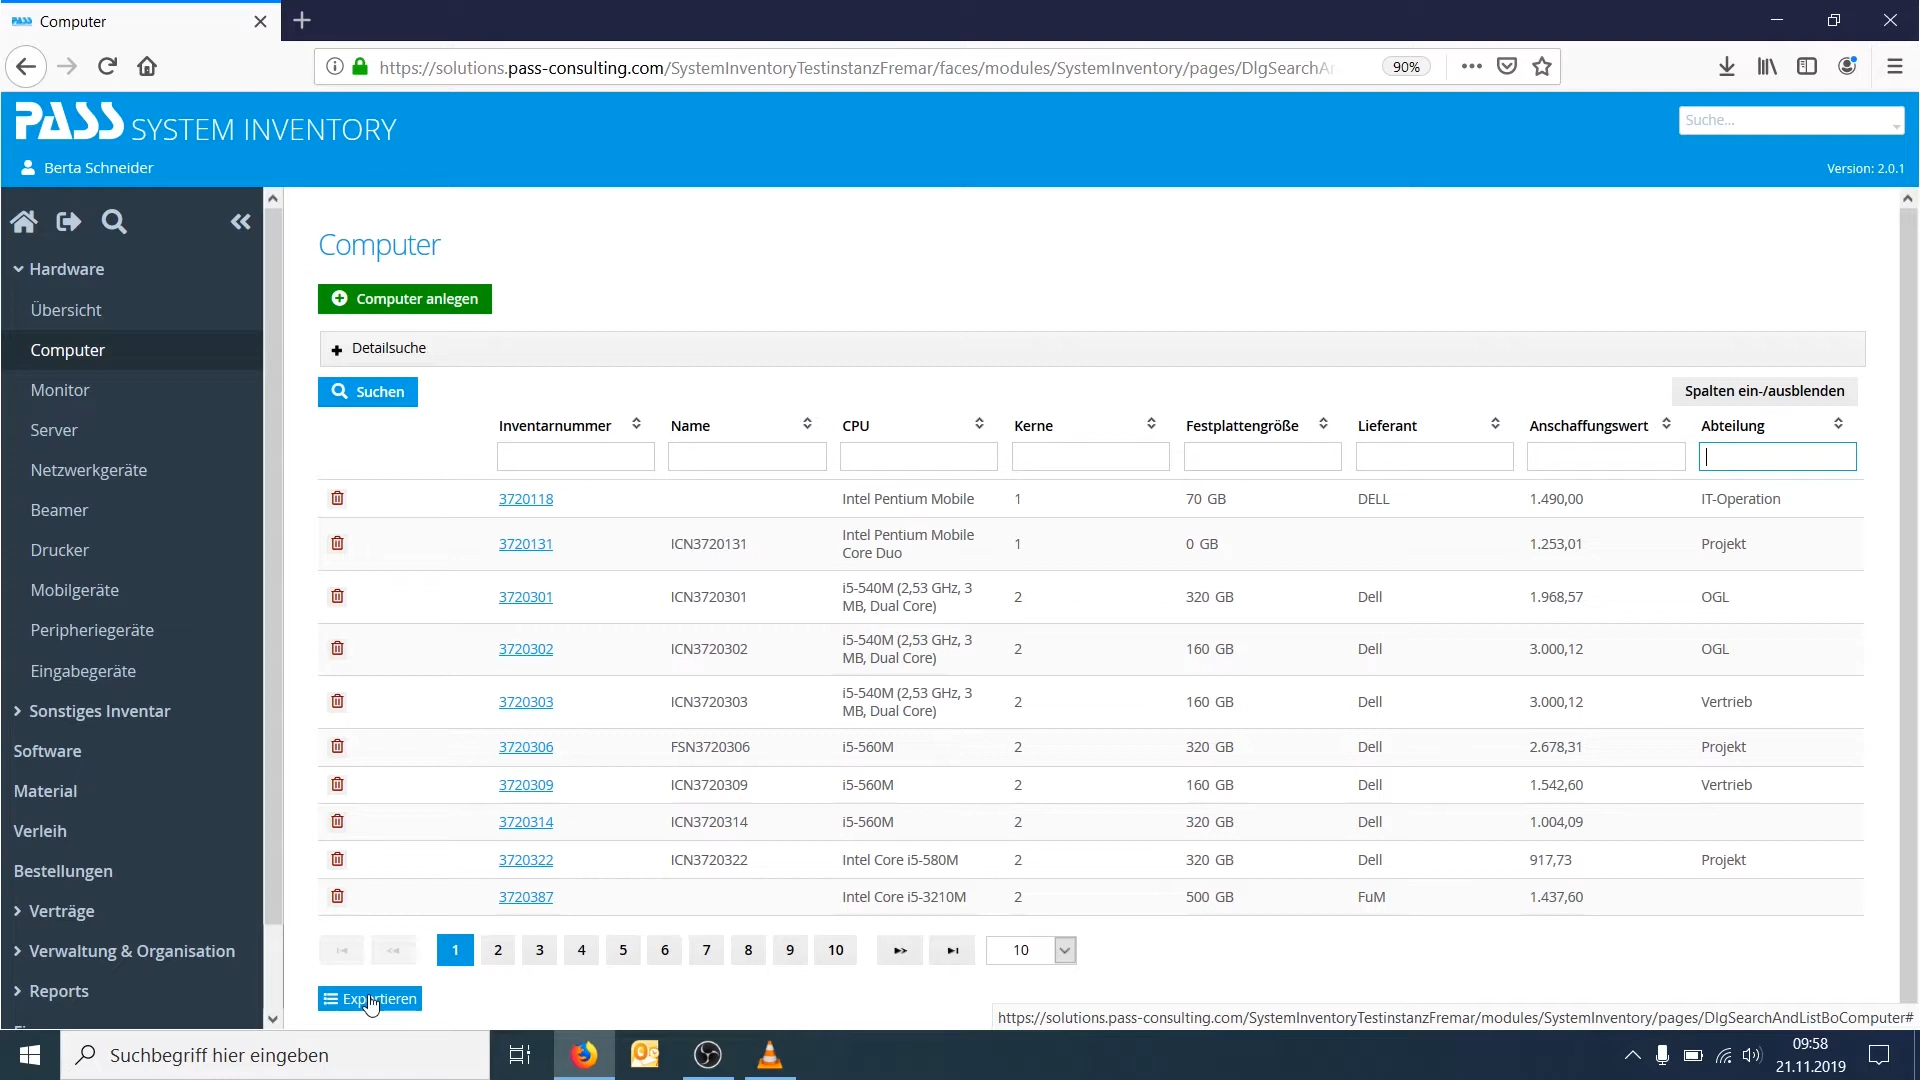 Computer
https://solutions.pass-consulting.com/SystemInventoryTestinstanzFremar/faces/modules/SystemInventory/pages/DlgSearchAr
90%
PASS SYSTEM INVENTORY
Suche...
Berta Schneider
Version: 2.0.1
Hardware
Übersicht
Computer
Monitor
Server
Netzwerkgeräte
Beamer
Drucker
Mobilgeräte
Peripheriegeräte
Eingabegeräte
Sonstiges Inventar
Software
Material
Verleih
Bestellungen
Verträge
Verwaltung & Organisation
Reports
Computer
Computer anlegen
Detailsuche
Suchen
Spalten ein-/ausblenden
Inventarnummer Name CPU Kerne Festplattengröße Lieferant Anschaffungswert Abteilung
3720118 Intel Pentium Mobile 1 70 GB DELL 1.490,00 IT-Operation
3720131 ICN3720131 Intel Pentium Mobile Core Duo 1 0 GB 1.253,01 Projekt
3720301 ICN3720301 i5-540M (2,53 GHz, 3 MB, Dual Core) 2 320 GB Dell 1.968,57 OGL
3720302 ICN3720302 i5-540M (2,53 GHz, 3 MB, Dual Core) 2 160 GB Dell 3.000,12 OGL
3720303 ICN3720303 i5-540M (2,53 GHz, 3 MB, Dual Core) 2 160 GB Dell 3.000,12 Vertrieb
3720306 FSN3720306 i5-560M 2 320 GB Dell 2.678,31 Projekt
3720309 ICN3720309 i5-560M 2 160 GB Dell 1.542,60 Vertrieb
3720314 ICN3720314 i5-560M 2 320 GB Dell 1.004,09
3720322 ICN3720322 Intel Core i5-580M 2 320 GB Dell 917,73 Projekt
3720387 Intel Core i5-3210M 2 500 GB FuM 1.437,60
1 2 3 4 5 6 7 8 9 10 10
Exportieren
https://solutions.pass-consulting.com/SystemInventoryTestinstanzFremar/modules/SystemInventory/pages/DlgSearchAndListBoComputer#
Suchbegriff hier eingeben
09:58
21.11.2019